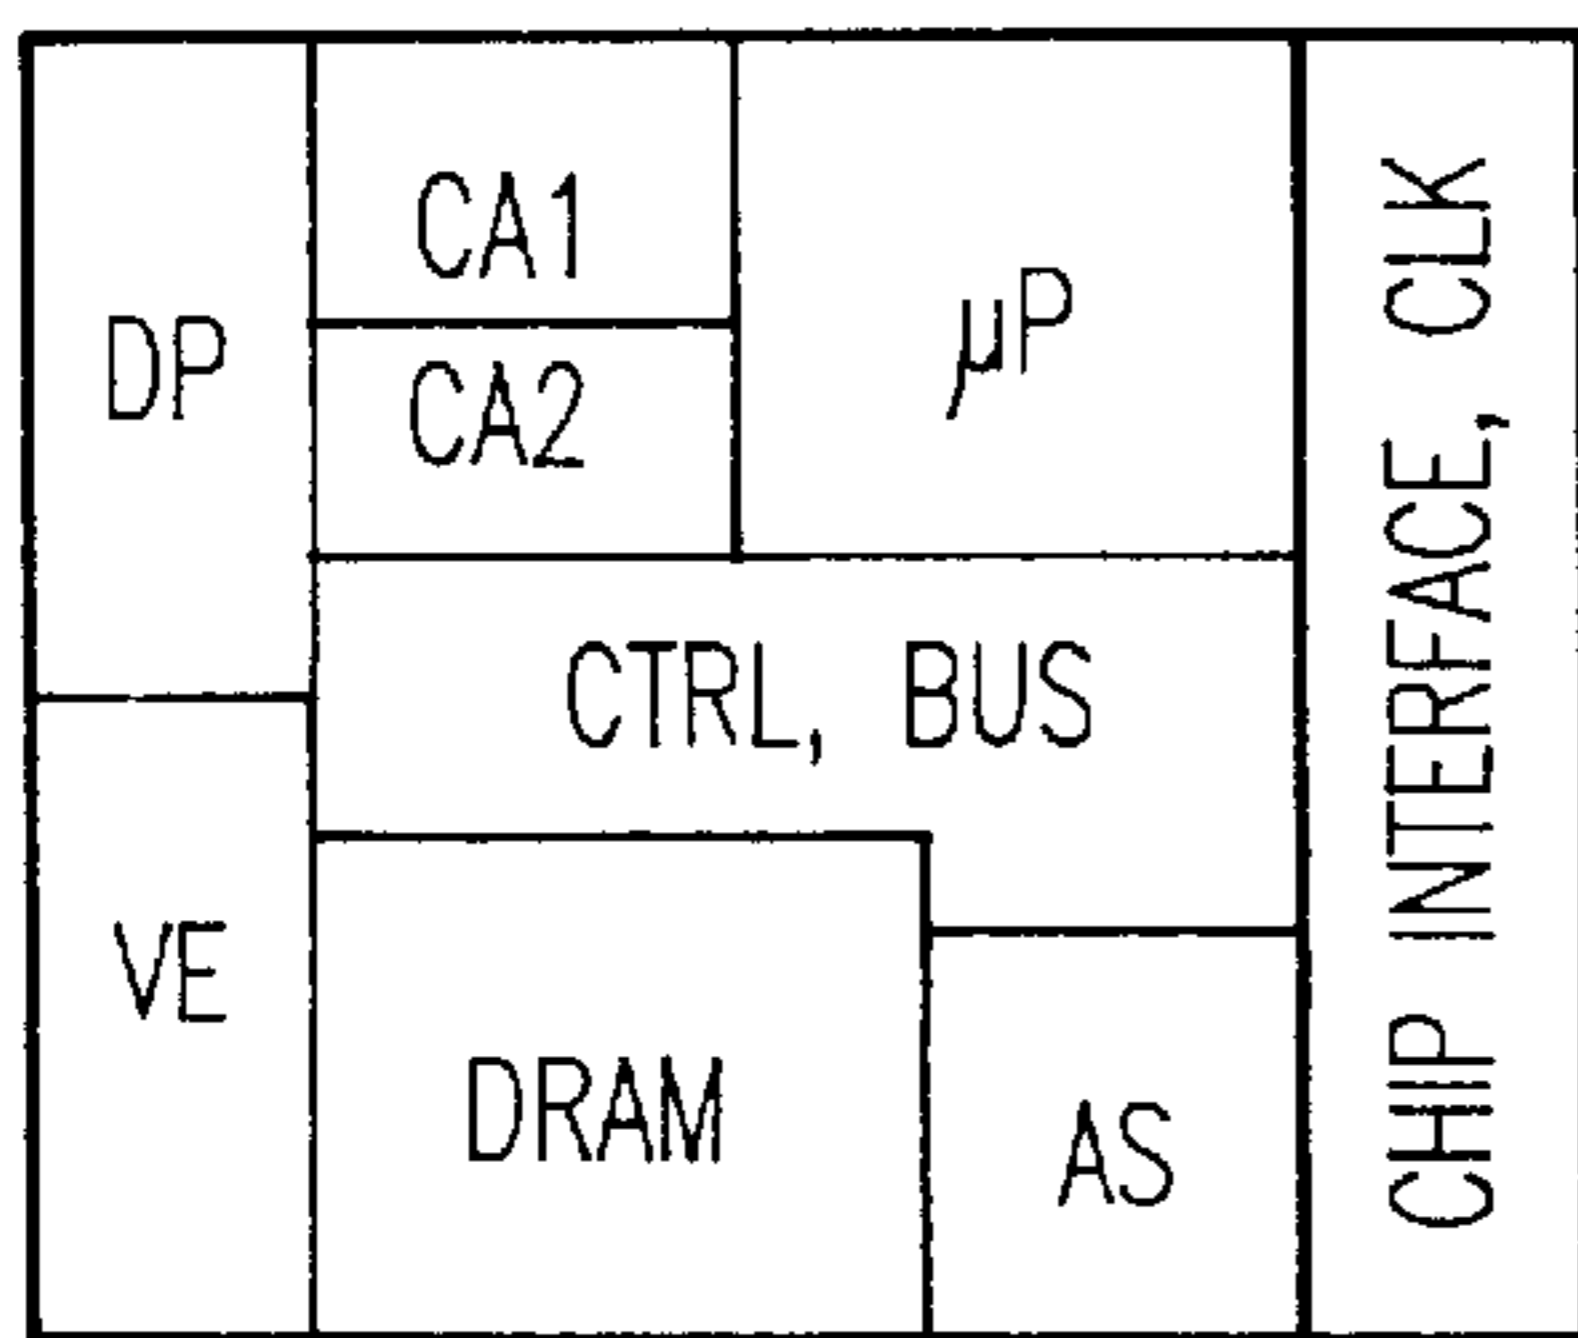 DP
CA1
CA2
μP
CTRL, BUS
VE
DRAM
AS
CHIP INTERFACE, CLK